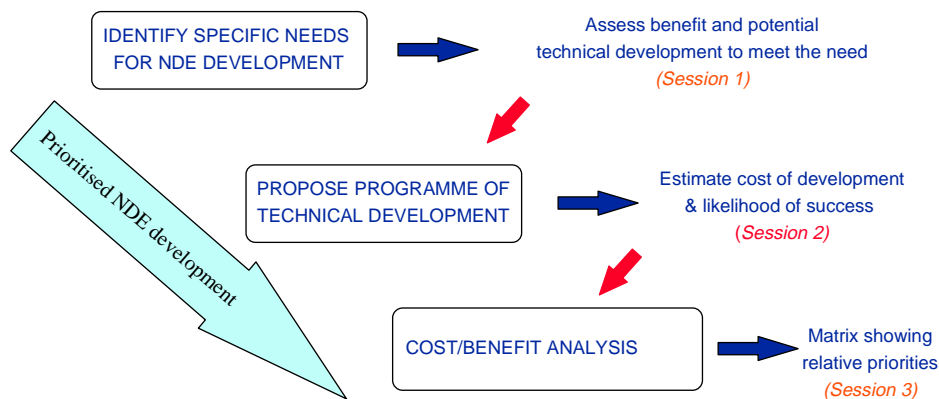 IDENTIFY SPECIFIC NEEDS
FOR NDE DEVELOPMENT
Assess benefit and potential
technical development to meet the need
(Session 1)
Prioritised NDE development
PROPOSE PROGRAMME OF
TECHNICAL DEVELOPMENT
Estimate cost of development
& likelihood of success
(Session 2)
COST/BENEFIT ANALYSIS
Matrix showing
relative priorities
(Session 3)